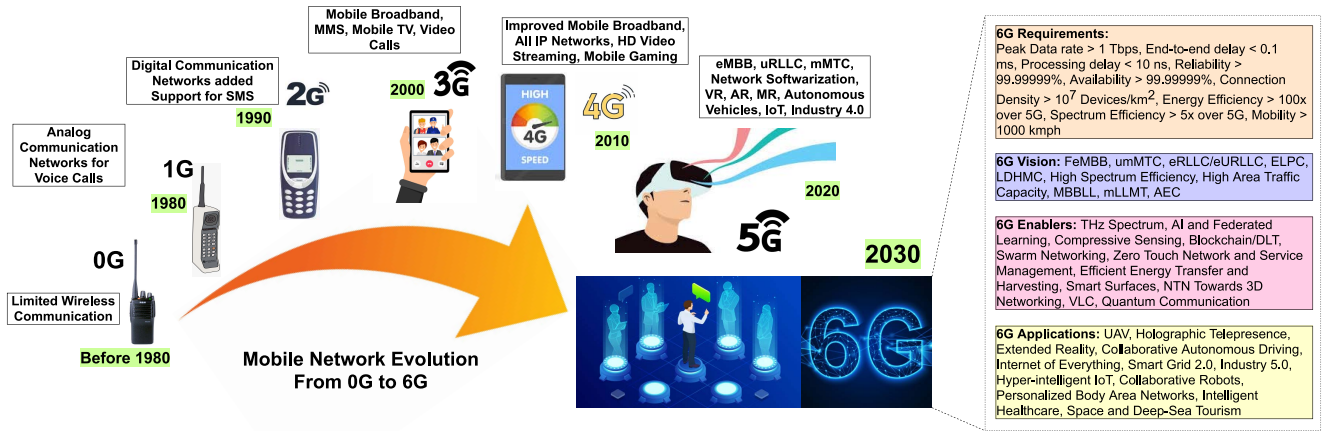 Limited Wireless
Communication
0G
Before 1980
Analog
Communication
Networks for
Voice Calls
1G
1980
Digital Communication
Networks added
Support for SMS
2G
1990
Mobile Broadband,
MMS, Mobile TV, Video
Calls
3G
2000
Improved Mobile Broadband,
All IP Networks, HD Video
Streaming, Mobile Gaming
HIGH
4G
SPEED
4G
2010
eMBB, uRLLC, mMTC,
Network Softwarization,
VR, AR, MR, Autonomous
Vehicles, IoT, Industry 4.0
2020
5G
2030
6G
Mobile Network Evolution
From 0G to 6G
6G Requirements:
Peak Data rate > 1 Tbps, End-to-end delay < 0.1
ms, Processing delay < 10 ns, Reliability >
99.99999%, Availability > 99.99999%, Connection
Density > 10⁷ Devices/km², Energy Efficiency > 100x
over 5G, Spectrum Efficiency > 5x over 5G, Mobility >
1000 kmph
6G Vision: FeMBB, umMTC, eRLLC/eURLLC, ELPC,
LDHMC, High Spectrum Efficiency, High Area Traffic
Capacity, MBBLL, mLLMT, AEC
6G Enablers: THz Spectrum, AI and Federated
Learning, Compressive Sensing, Blockchain/DLT,
Swarm Networking, Zero Touch Network and Service
Management, Efficient Energy Transfer and
Harvesting, Smart Surfaces, NTN Towards 3D
Networking, VLC, Quantum Communication
6G Applications: UAV, Holographic Telepresence,
Extended Reality, Collaborative Autonomous Driving,
Internet of Everything, Smart Grid 2.0, Industry 5.0,
Hyper-intelligent IoT, Collaborative Robots,
Personalized Body Area Networks, Intelligent
Healthcare, Space and Deep-Sea Tourism